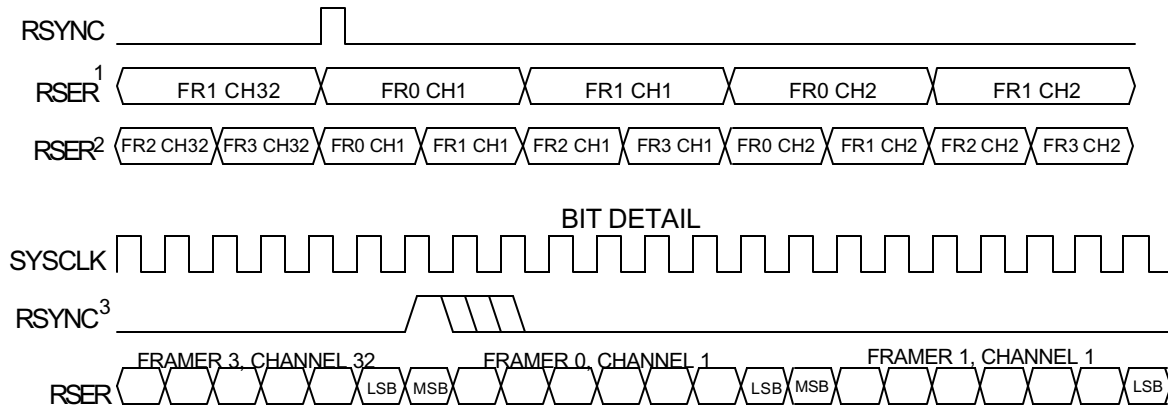 RSYNC
RSER1 FR1 CH32 FR0 CH1 FR1 CH1 FR0 CH2 FR1 CH2
RSER2 FR2 CH32 FR3 CH32 FR0 CH1 FR1 CH1 FR2 CH1 FR3 CH1 FR0 CH2 FR1 CH2 FR2 CH2 FR3 CH2
BIT DETAIL
SYSCLK
RSYNC3
FRAMER 3, CHANNEL 32 FRAMER 0, CHANNEL 1 FRAMER 1, CHANNEL 1
RSER LSB MSB LSB MSB LSB